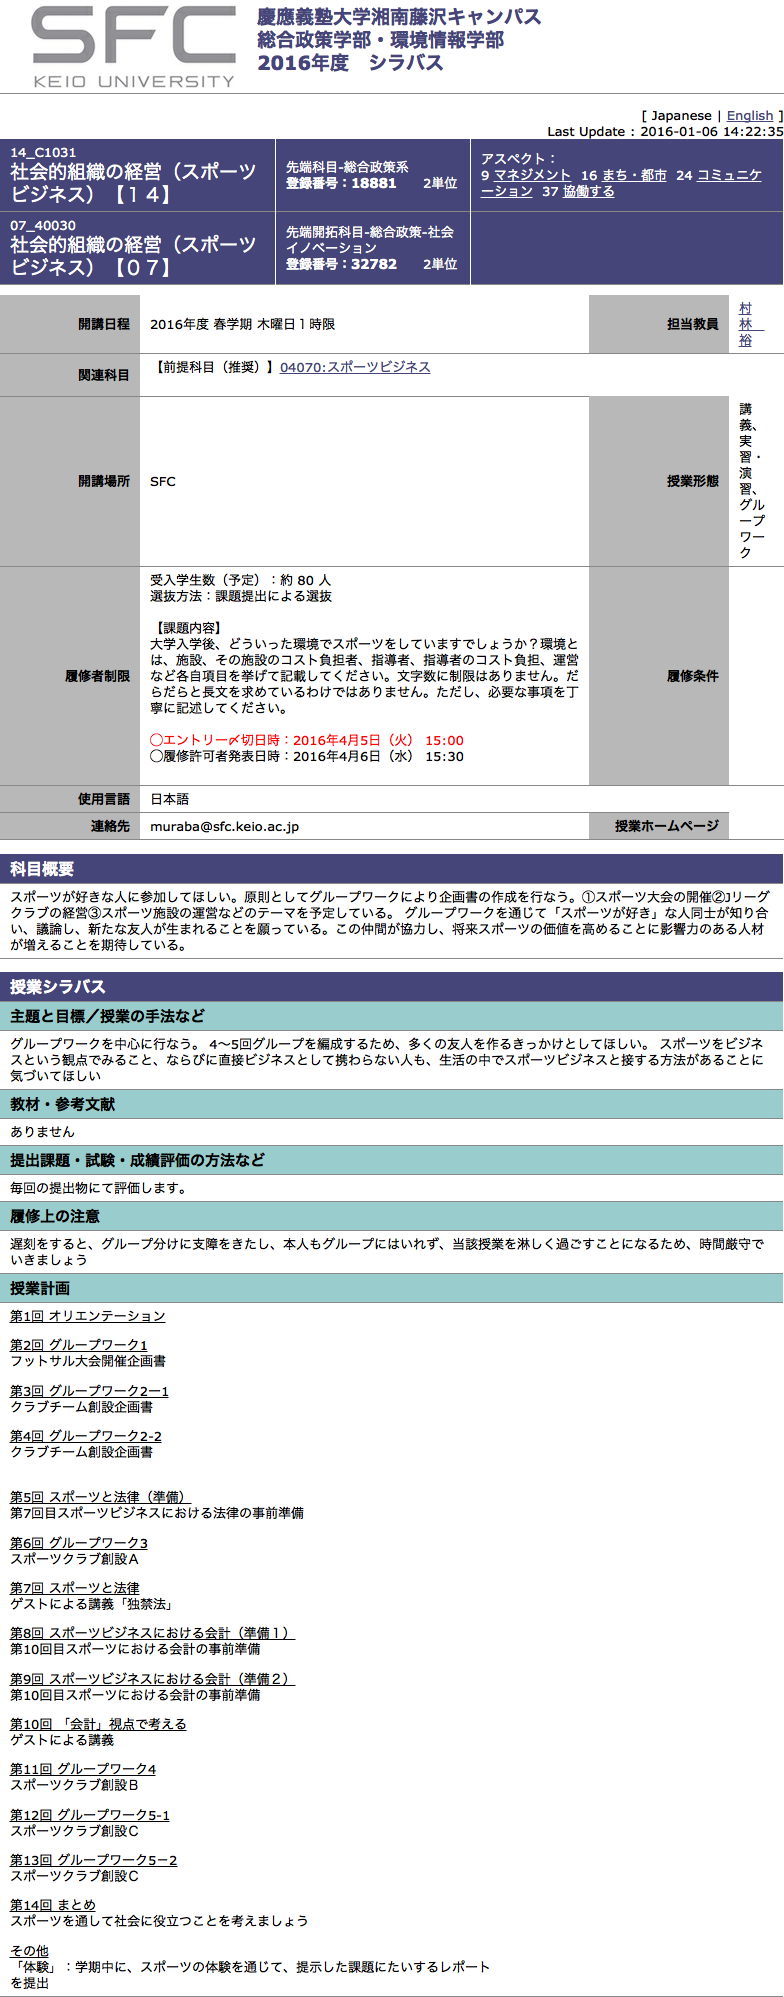 SFC
KEIO UNIVERSITY
慶應義塾大学湘南藤沢キャンパス
総合政策学部・環境情報学部
2016年度　シラバス
[ Japanese | English ]
Last Update : 2016-01-06 14:22:35
14_C1031
社会的組織の経営（スポーツ
ビジネス）【１４】
先端科目-総合政策系
登録番号：18881　　2単位
アスペクト：
9 マネジメント 16 まち・都市 24 コミュニケ
ーション 37 協働する
07_40030
社会的組織の経営（スポーツ
ビジネス）【０７】
先端開拓科目-総合政策-社会
イノベーション
登録番号：32782　　2単位
開講日程
2016年度 春学期 木曜日１時限
担当教員
村
林
裕
関連科目
【前提科目（推奨）】04070:スポーツビジネス
開講場所
SFC
授業形態
講
義、
実
習・
演
習、
グル
ープ
ワー
ク
履修者制限
受入学生数（予定）：約 80 人
選抜方法：課題提出による選抜
【課題内容】
大学入学後、どういった環境でスポーツをしていますでしょうか？環境と
は、施設、その施設のコスト負担者、指導者、指導者のコスト負担、運営
など各自項目を挙げて記載してください。文字数に制限はありません。だ
らだらと長文を求めているわけではありません。ただし、必要な事項を丁
寧に記述してください。
◯エントリー〆切日時：2016年4月5日（火） 15:00
◯履修許可者発表日時：2016年4月6日（水） 15:30
履修条件
使用言語
日本語
連絡先
muraba@sfc.keio.ac.jp
授業ホームページ
科目概要
スポーツが好きな人に参加してほしい。原則としてグループワークにより企画書の作成を行なう。①スポーツ大会の開催②Jリーグ
クラブの経営③スポーツ施設の運営などのテーマを予定している。 グループワークを通じて「スポーツが好き」な人同士が知り合
い、議論し、新たな友人が生まれることを願っている。この仲間が協力し、将来スポーツの価値を高めることに影響力のある人材
が増えることを期待している。
授業シラバス
主題と目標／授業の手法など
グループワークを中心に行なう。 4〜5回グループを編成するため、多くの友人を作るきっかけとしてほしい。 スポーツをビジネ
スという観点でみること、ならびに直接ビジネスとして携わらない人も、生活の中でスポーツビジネスと接する方法があることに
気づいてほしい
教材・参考文献
ありません
提出課題・試験・成績評価の方法など
毎回の提出物にて評価します。
履修上の注意
遅刻をすると、グループ分けに支障をきたし、本人もグループにはいれず、当該授業を淋しく過ごすことになるため、時間厳守で
いきましょう
授業計画
第1回 オリエンテーション
第2回 グループワーク1
フットサル大会開催企画書
第3回 グループワーク2ー1
クラブチーム創設企画書
第4回 グループワーク2-2
クラブチーム創設企画書
第5回 スポーツと法律（準備）
第7回目スポーツビジネスにおける法律の事前準備
第6回 グループワーク3
スポーツクラブ創設Ａ
第7回 スポーツと法律
ゲストによる講義「独禁法」
第8回 スポーツビジネスにおける会計（準備１）
第10回目スポーツにおける会計の事前準備
第9回 スポーツビジネスにおける会計（準備２）
第10回目スポーツにおける会計の事前準備
第10回 「会計」視点で考える
ゲストによる講義
第11回 グループワーク4
スポーツクラブ創設Ｂ
第12回 グループワーク5-1
スポーツクラブ創設Ｃ
第13回 グループワーク5ー2
スポーツクラブ創設Ｃ
第14回 まとめ
スポーツを通して社会に役立つことを考えましょう
その他
「体験」：学期中に、スポーツの体験を通じて、提示した課題にたいするレポート
を提出